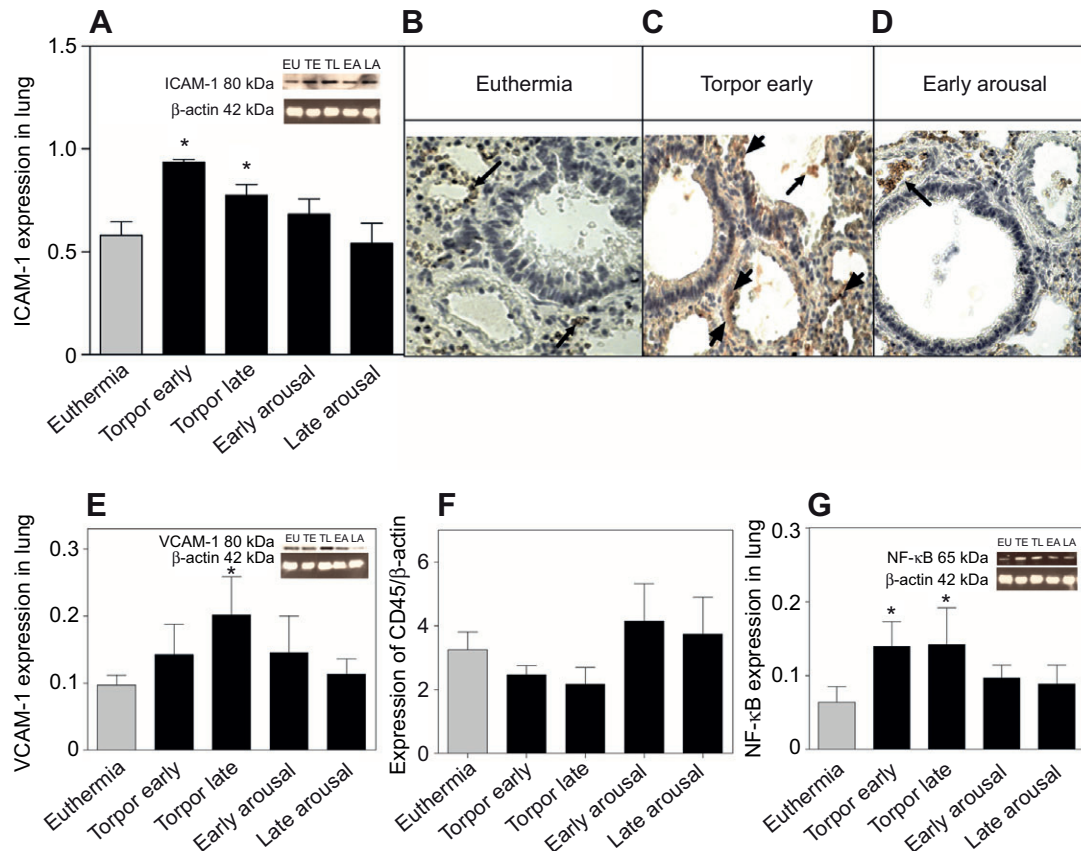 A
ICAM-1 expression in lung
1.5
1.0
0.5
0
EU TE TL EA LA
ICAM-1 80 kDa
β-actin 42 kDa
*
*
Euthermia
Torpor early
Torpor late
Early arousal
Late arousal
B
Euthermia
C
Torpor early
D
Early arousal
E
VCAM-1 expression in lung
0.3
0.2
0.1
0
EU TE TL EA LA
VCAM-1 80 kDa
β-actin 42 kDa
*
Euthermia
Torpor early
Torpor late
Early arousal
Late arousal
F
Expression of CD45/β-actin
6
4
2
0
Euthermia
Torpor early
Torpor late
Early arousal
Late arousal
G
NF-κB expression in lung
0.3
0.2
0.1
0
EU TE TL EA LA
NF-κB 65 kDa
β-actin 42 kDa
*
*
Euthermia
Torpor early
Torpor late
Early arousal
Late arousal